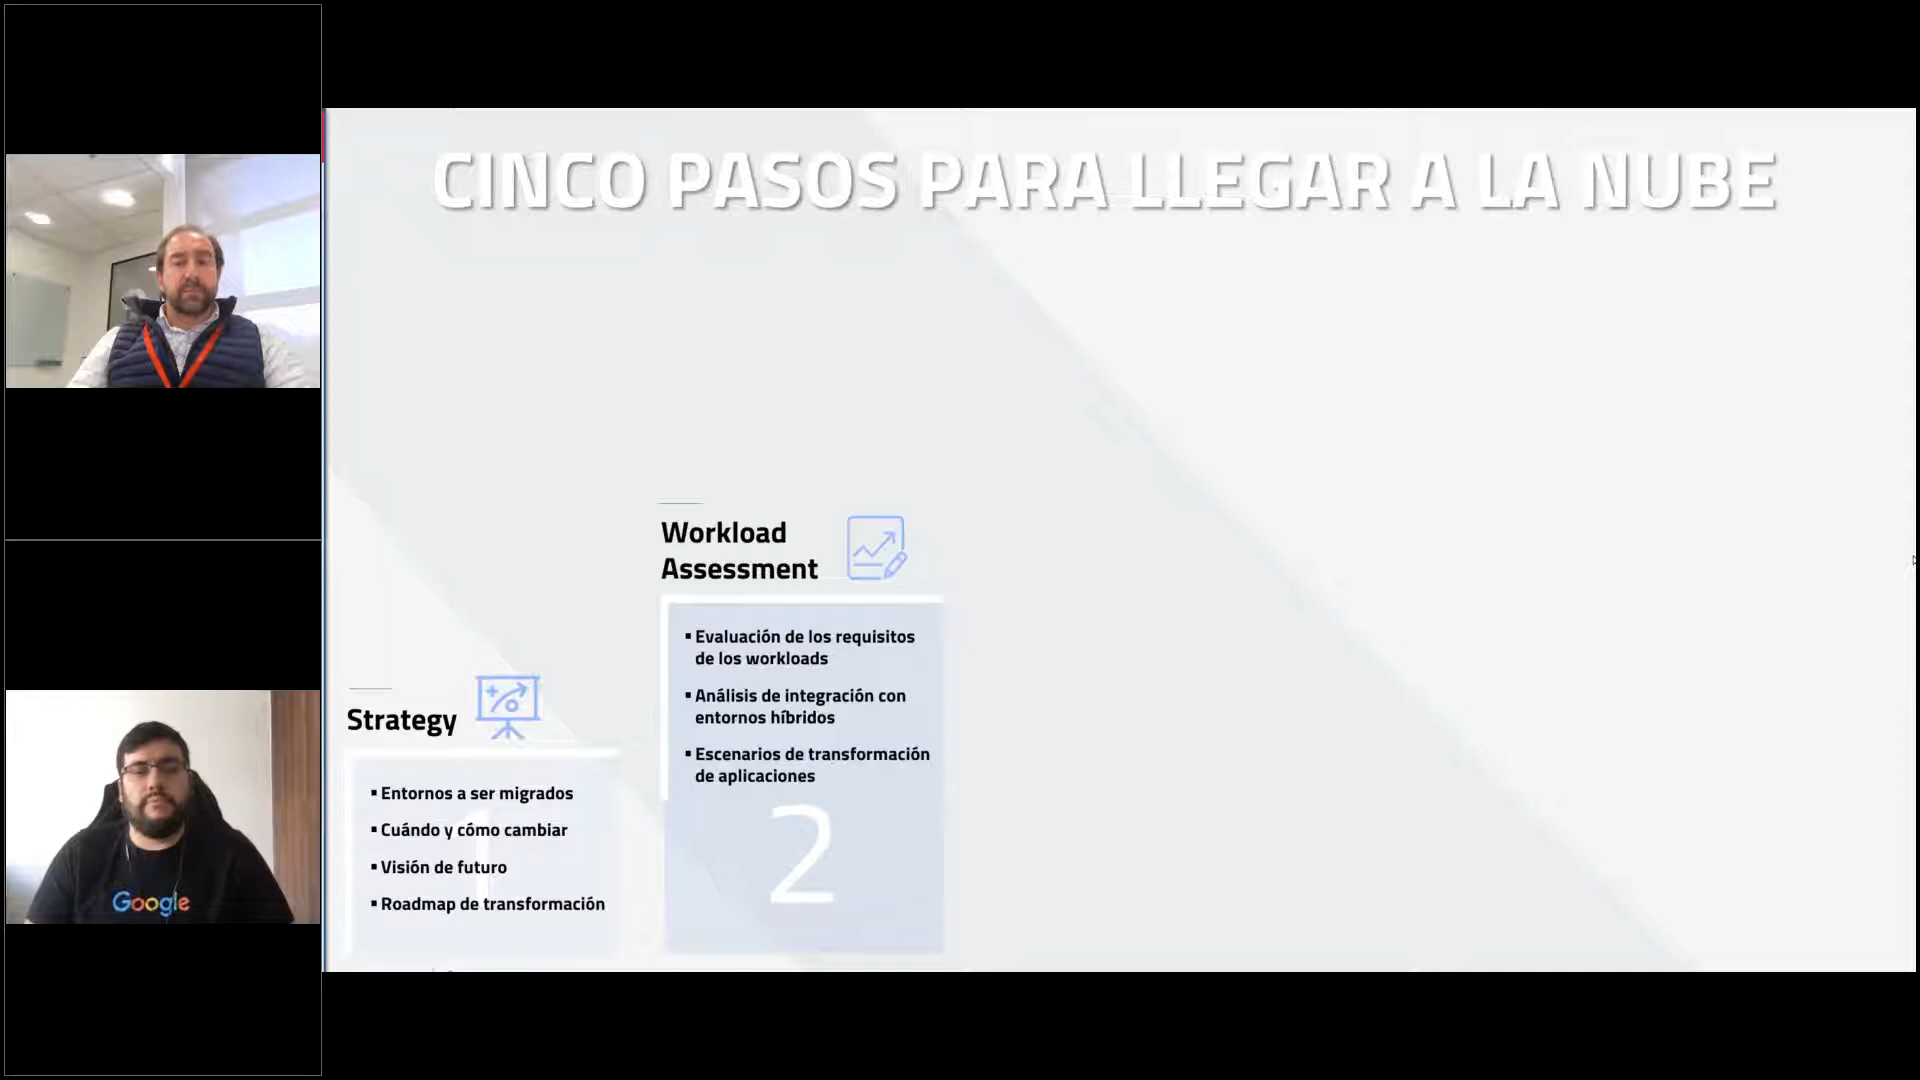 CINCO PASOS PARA LLEGAR A LA NUBE
Strategy
▪ Entornos a ser migrados
▪ Cuándo y cómo cambiar
▪ Visión de futuro
▪ Roadmap de transformación
1
Workload
Assessment
▪ Evaluación de los requisitos
de los workloads
▪ Análisis de integración con
entornos híbridos
▪ Escenarios de transformación
de aplicaciones
2
Google